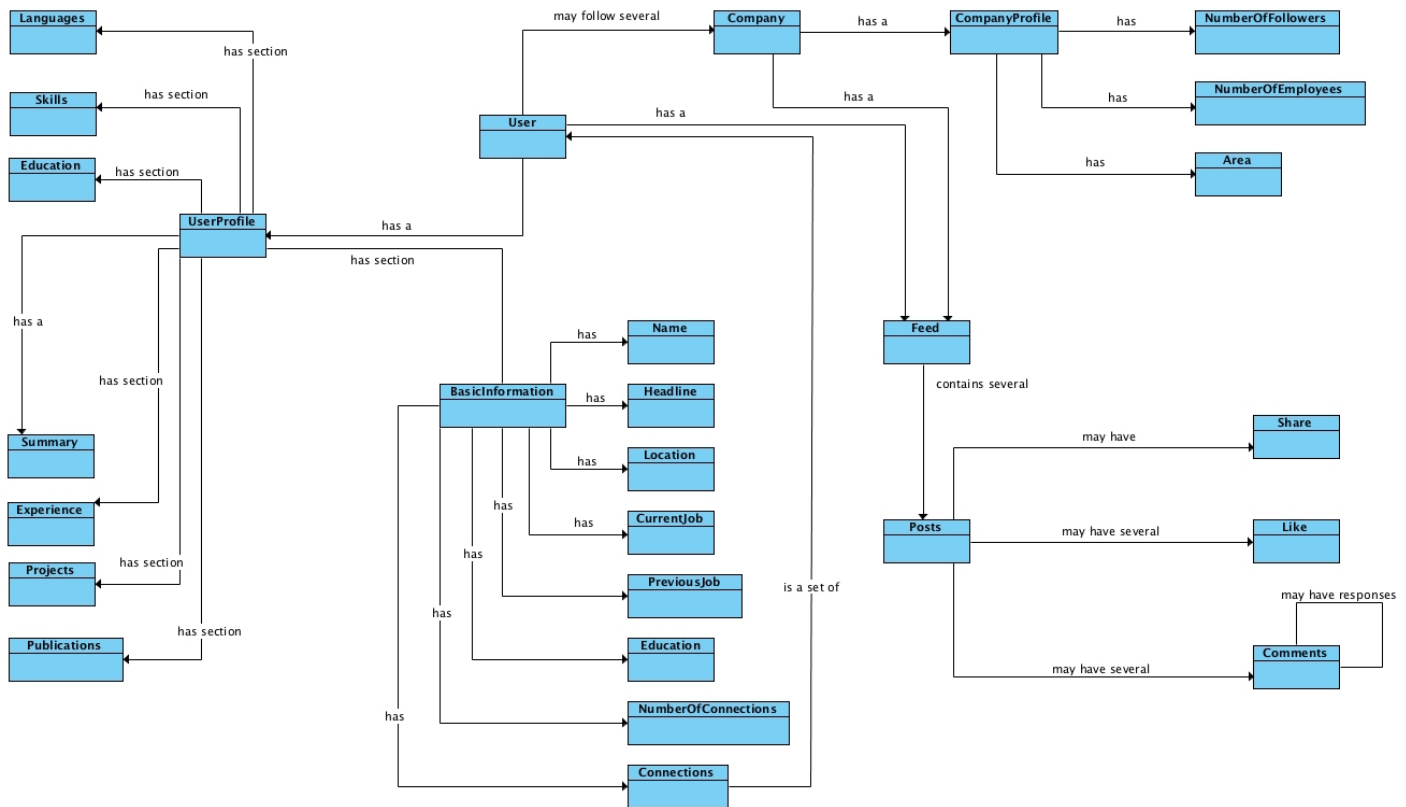 Languages
may follow several
Company
has a
CompanyProfile
has
NumberOfFollowers
has section
Skills
has section
has a
has
NumberOfEmployees
User
has a
Education
has section
has
Area
UserProfile
has a
has section
has a
Name
has
Feed
has section
BasicInformation
has
Headline
contains several
Summary
has
Location
may have
Share
Experience
has
has
CurrentJob
Posts
may have several
Like
has section
Projects
has
PreviousJob
is a set of
may have responses
has
has section
Publications
Education
may have several
Comments
has
NumberOfConnections
Connections